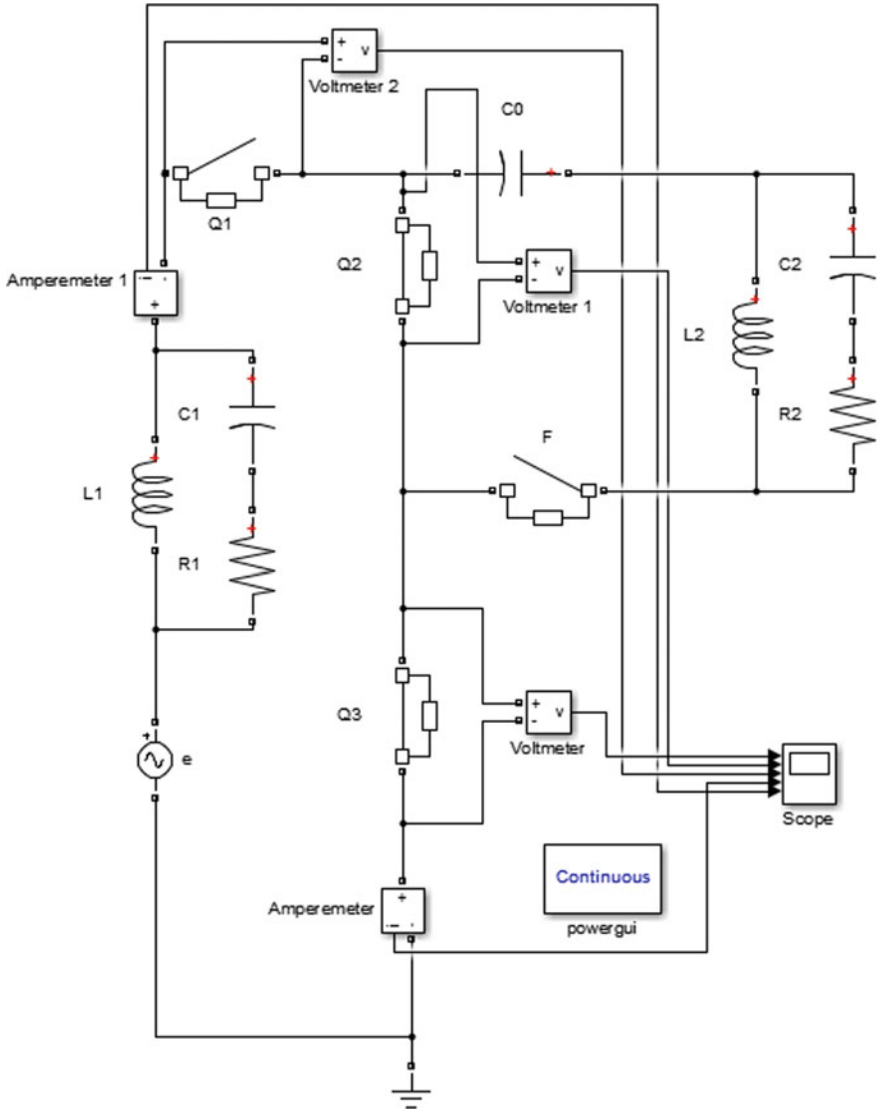 +
-
v
Voltmeter 2
C0
Q1
Q2
+
-
v
Voltmeter 1
C2
Amperemeter 1
i
-
+
L2
R2
C1
F
L1
R1
Q3
+
-
v
Voltmeter
+
e
Scope
Continuous
powergui
Amperemeter
+
i
-